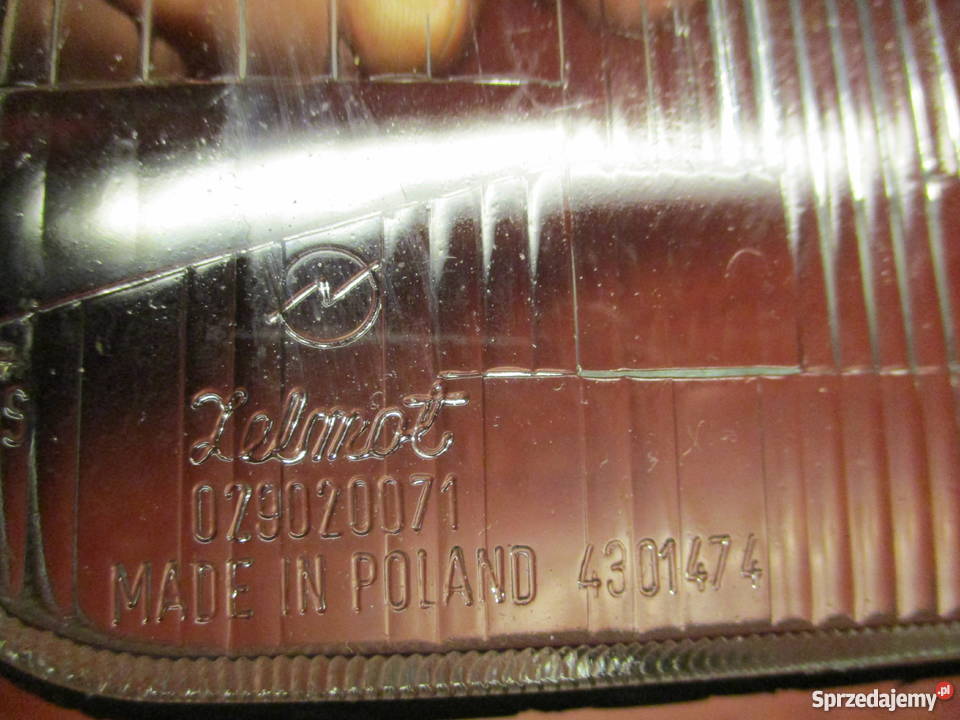 S
Zelmot
029020071
MADE IN POLAND 4301474
Sprzedajemy.pl